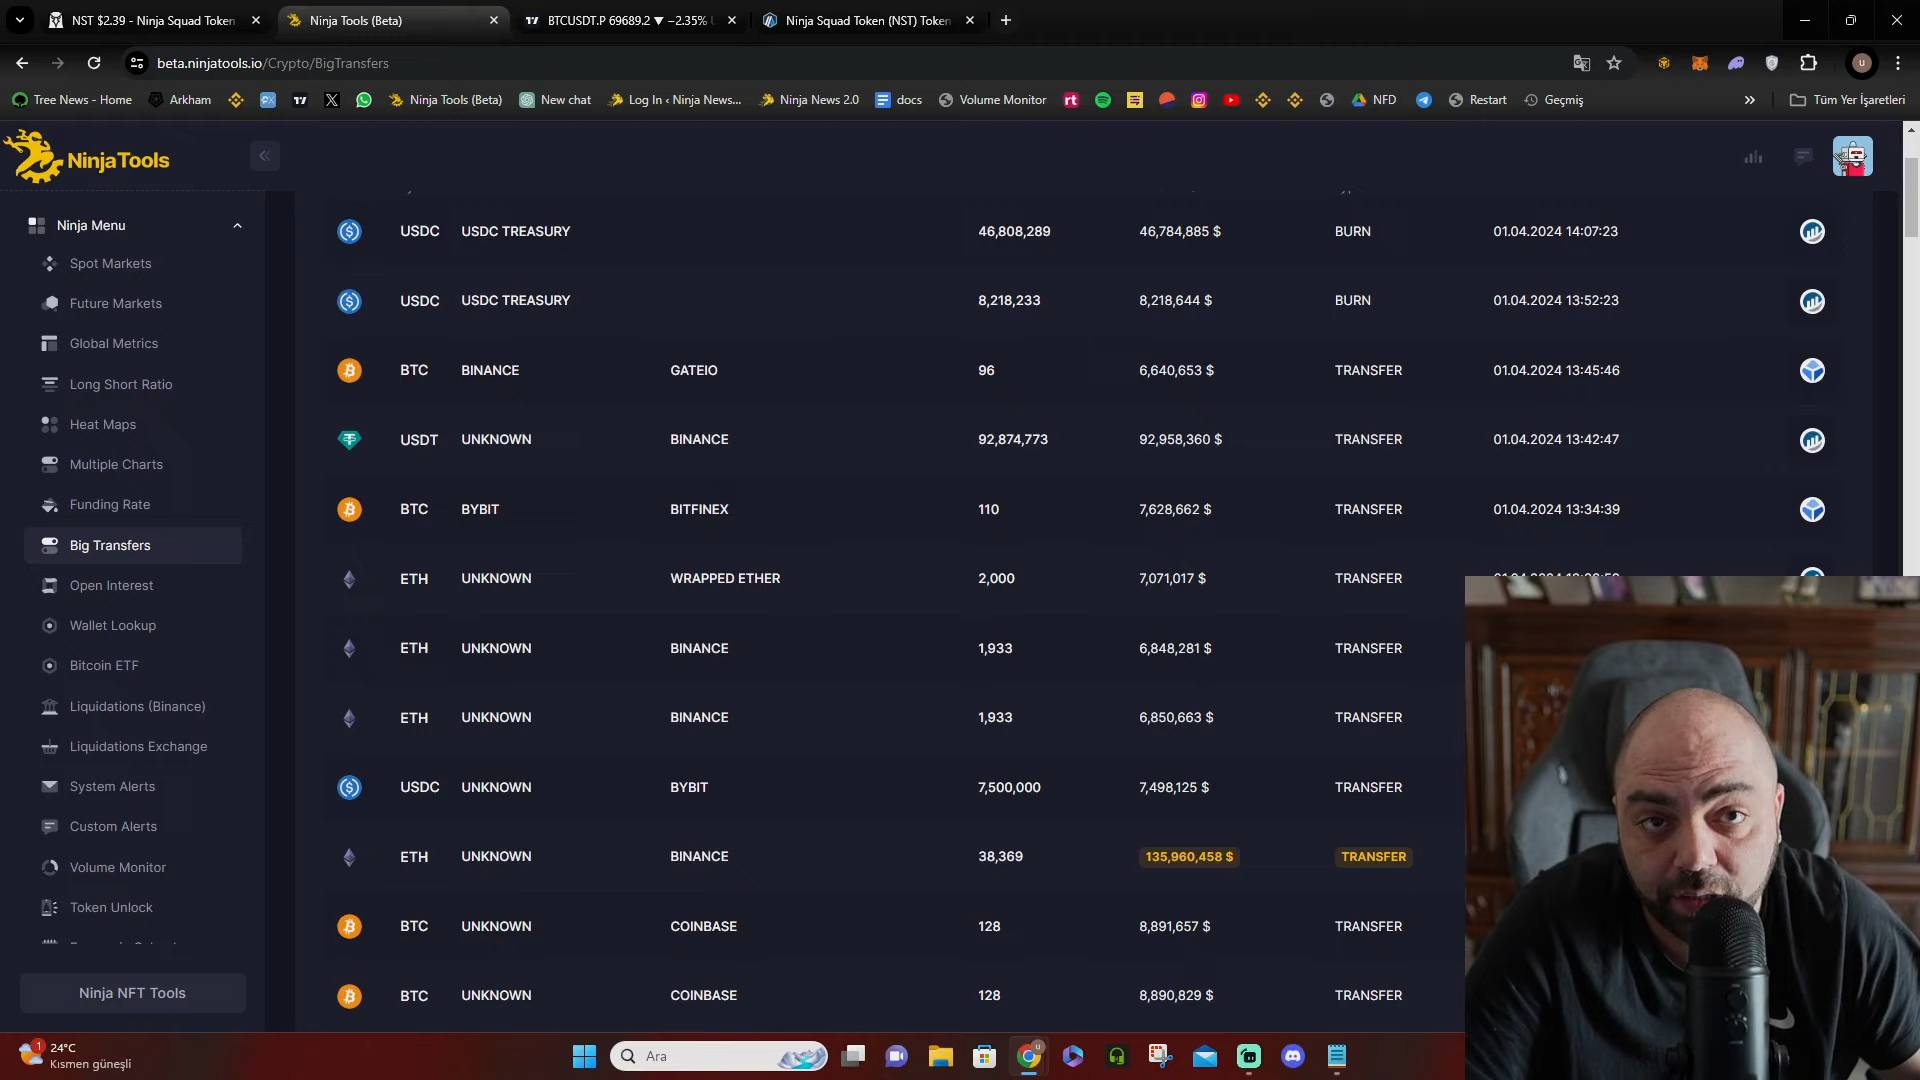 NST $2.39 - Ninja Squad Token
Ninja Tools (Beta)
BTCUSDT.P 69689.2 ▼ −2.35%
Ninja Squad Token (NST) Token
beta.ninjatools.io/Crypto/BigTransfers
u
Tree News - Home
Arkham
Ninja Tools (Beta)
New chat
Log In ‹ Ninja News...
Ninja News 2.0
docs
Volume Monitor
rt
NFD
Restart
Geçmiş
Tüm Yer İşaretleri
NinjaTools
Ninja Menu
Spot Markets
Future Markets
Global Metrics
Long Short Ratio
Heat Maps
Multiple Charts
Funding Rate
Big Transfers
Open Interest
Wallet Lookup
Bitcoin ETF
Liquidations (Binance)
Liquidations Exchange
System Alerts
Custom Alerts
Volume Monitor
Token Unlock
Ninja NFT Tools
USDC USDC TREASURY 46,808,289 46,784,885 $ BURN 01.04.2024 14:07:23
USDC USDC TREASURY 8,218,233 8,218,644 $ BURN 01.04.2024 13:52:23
BTC BINANCE GATEIO 96 6,640,653 $ TRANSFER 01.04.2024 13:45:46
USDT UNKNOWN BINANCE 92,874,773 92,958,360 $ TRANSFER 01.04.2024 13:42:47
BTC BYBIT BITFINEX 110 7,628,662 $ TRANSFER 01.04.2024 13:34:39
ETH UNKNOWN WRAPPED ETHER 2,000 7,071,017 $ TRANSFER
ETH UNKNOWN BINANCE 1,933 6,848,281 $ TRANSFER
ETH UNKNOWN BINANCE 1,933 6,850,663 $ TRANSFER
USDC UNKNOWN BYBIT 7,500,000 7,498,125 $ TRANSFER
ETH UNKNOWN BINANCE 38,369 135,960,458 $ TRANSFER
BTC UNKNOWN COINBASE 128 8,891,657 $ TRANSFER
BTC UNKNOWN COINBASE 128 8,890,829 $ TRANSFER
1
24°C
Kısmen güneşli
Ara